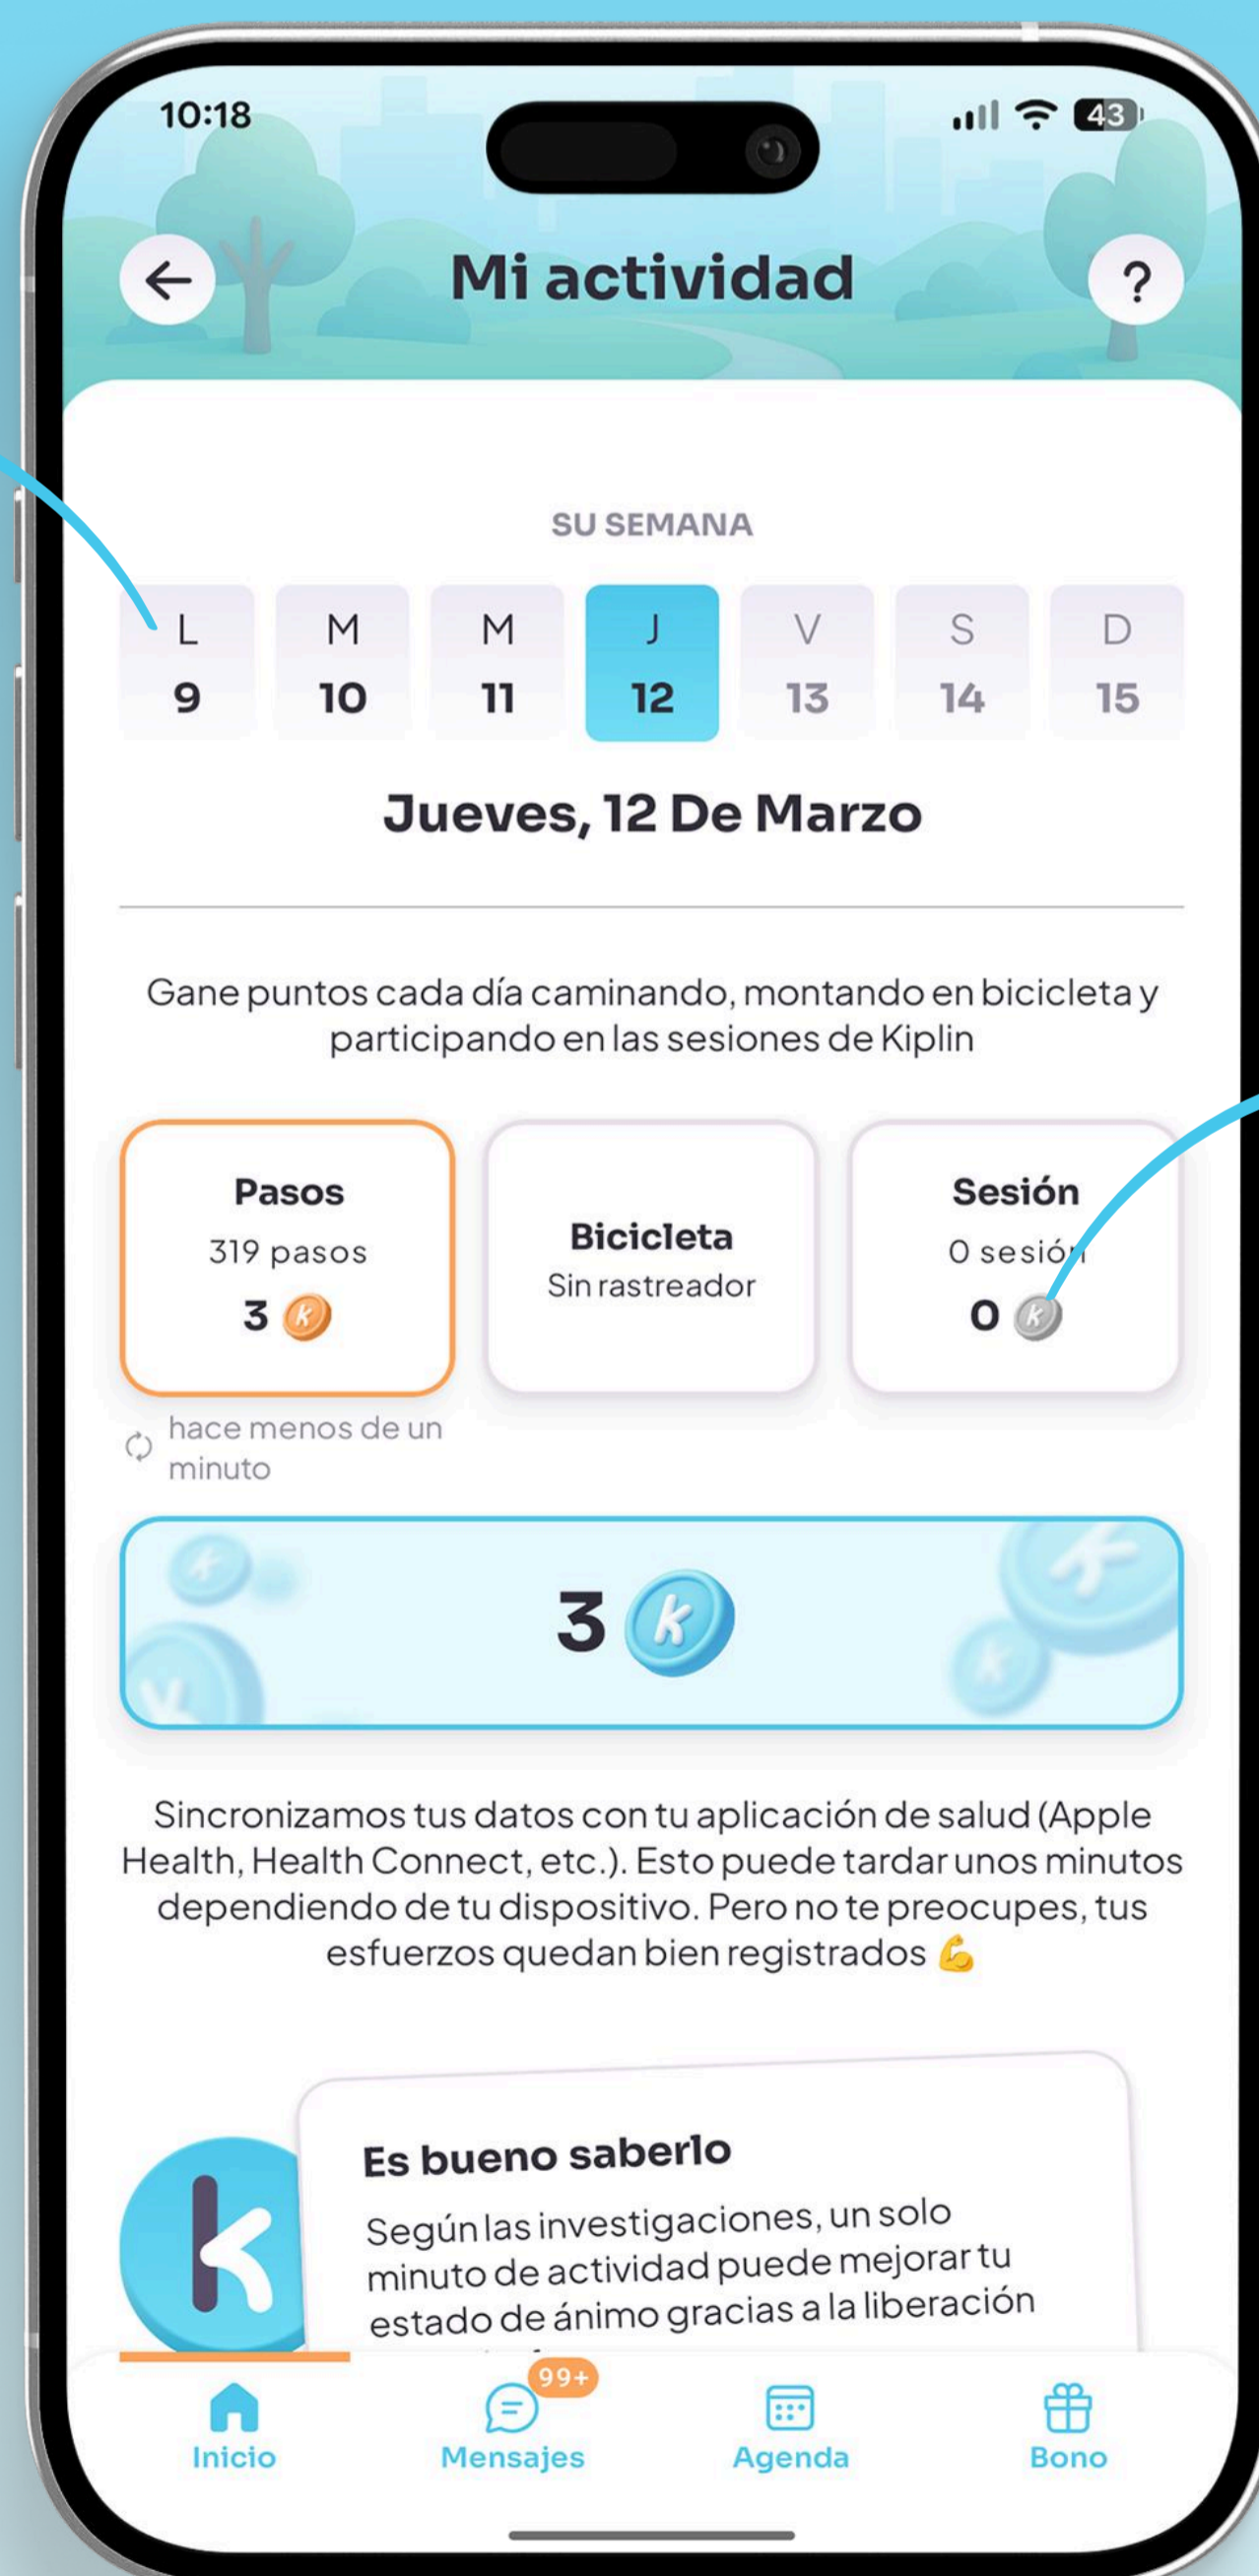 10:18
43
Mi actividad
?
SU SEMANA
L M M J V S D
9 10 11 12 13 14 15
Jueves, 12 De Marzo
Gane puntos cada día caminando, montando en bicicleta y
participando en las sesiones de Kiplin
Pasos
319 pasos
3 k
Bicicleta
Sin rastreador
Sesión
0 sesión
0 k
hace menos de un
minuto
3 k
Sincronizamos tus datos con tu aplicación de salud (Apple
Health, Health Connect, etc.). Esto puede tardar unos minutos
dependiendo de tu dispositivo. Pero no te preocupes, tus
esfuerzos quedan bien registrados 💪
k
Es bueno saberlo
Según las investigaciones, un solo
minuto de actividad puede mejorar tu
estado de ánimo gracias a la liberación
99+
Inicio
Mensajes
Agenda
Bono